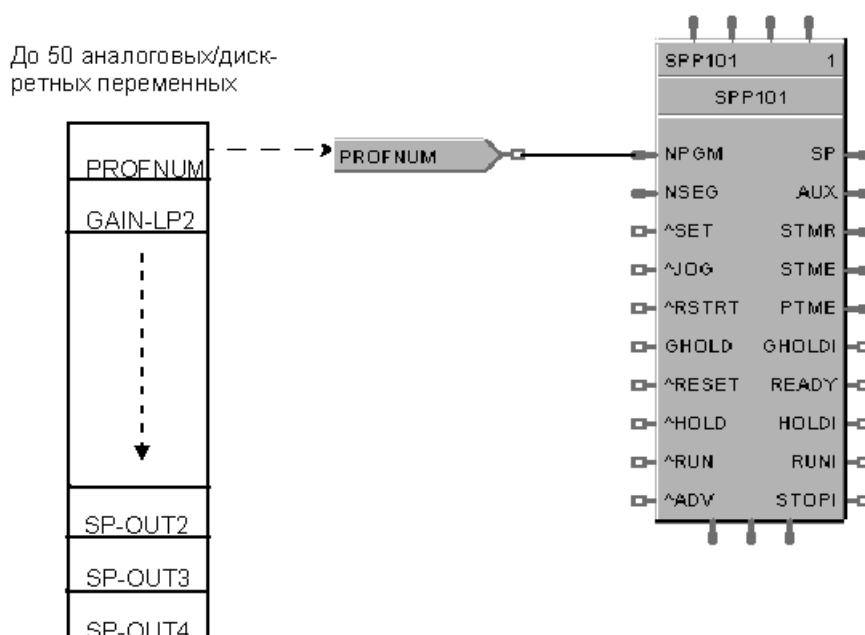 До 50 аналоговых/диск-
ретных переменных
PROFNUM
GAIN-LP2
SP-OUT2
SP-OUT3
SP-OUT4
PROFNUM
SPP101 1
SPP101
NPGM SP
NSEG AUX
^SET STMR
^JOG STME
^RSTRT PTME
GHOLD GHOLDI
^RESET READY
^HOLD HOLDI
^RUN RUNI
^ADV STOPI